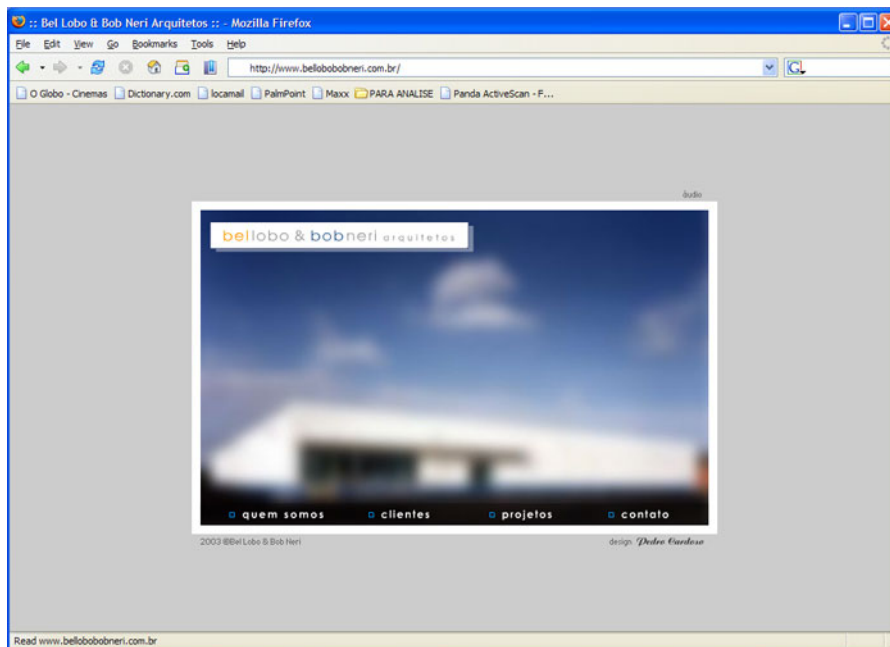 :: Bel Lobo & Bob Neri Arquitetos :: - Mozilla Firefox
File Edit View Go Bookmarks Tools Help
http://www.bellobobobneri.com.br/
O Globo - Cinemas Dictionary.com locamail PalmPoint Maxx PARA ANALISE Panda ActiveScan - F...
áudio
bellobo & bobneri arquitetos
quem somos clientes projetos contato
2003 ©Bel Lobo & Bob Neri design Pedro Cardoso
Read www.bellobobobneri.com.br